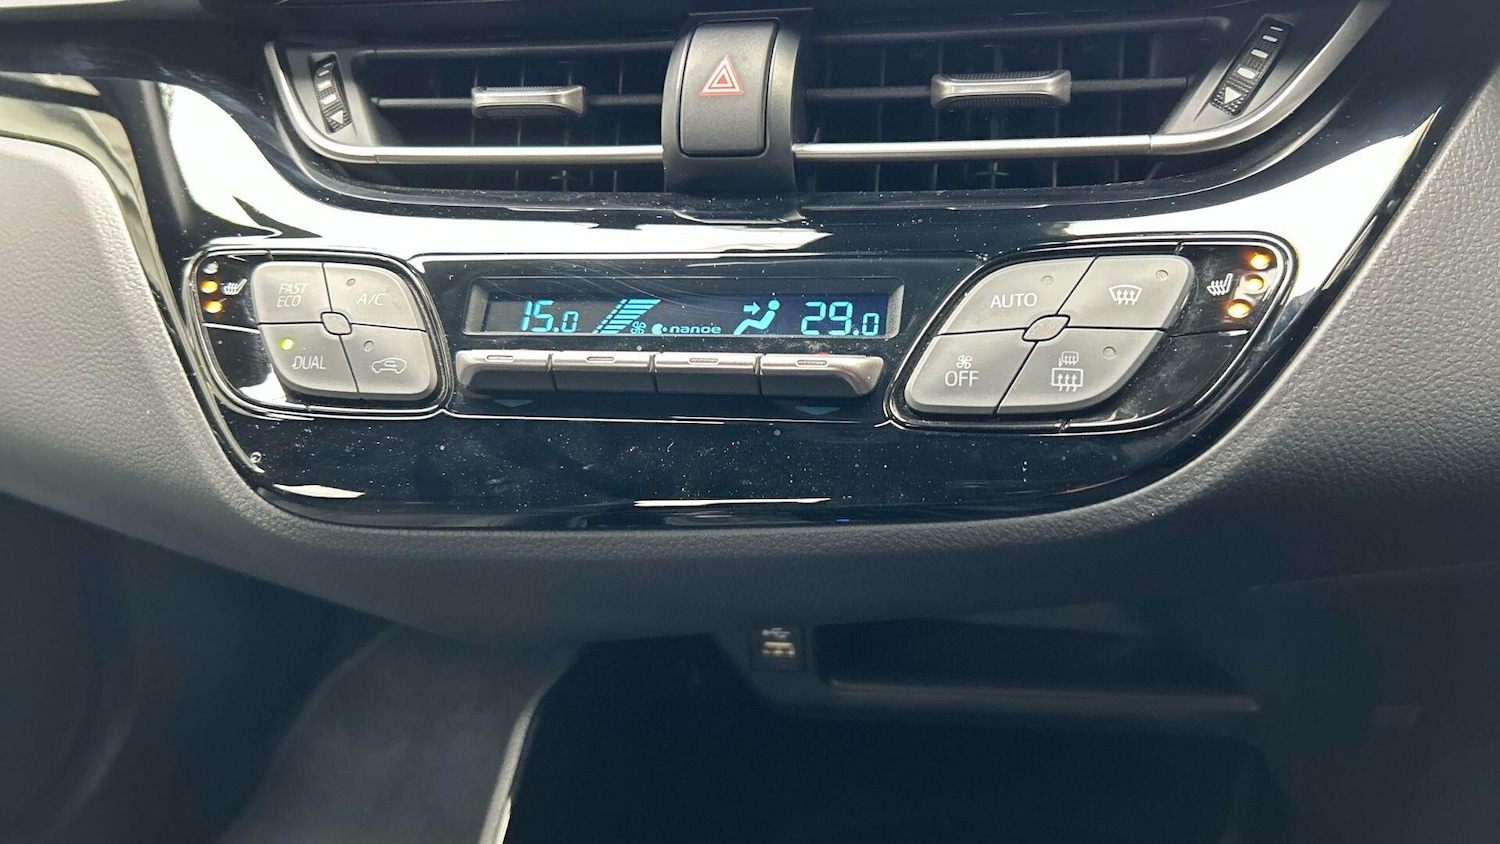 FAST
ECO
A/C
DUAL
15.0
nanoe
29.0
AUTO
OFF